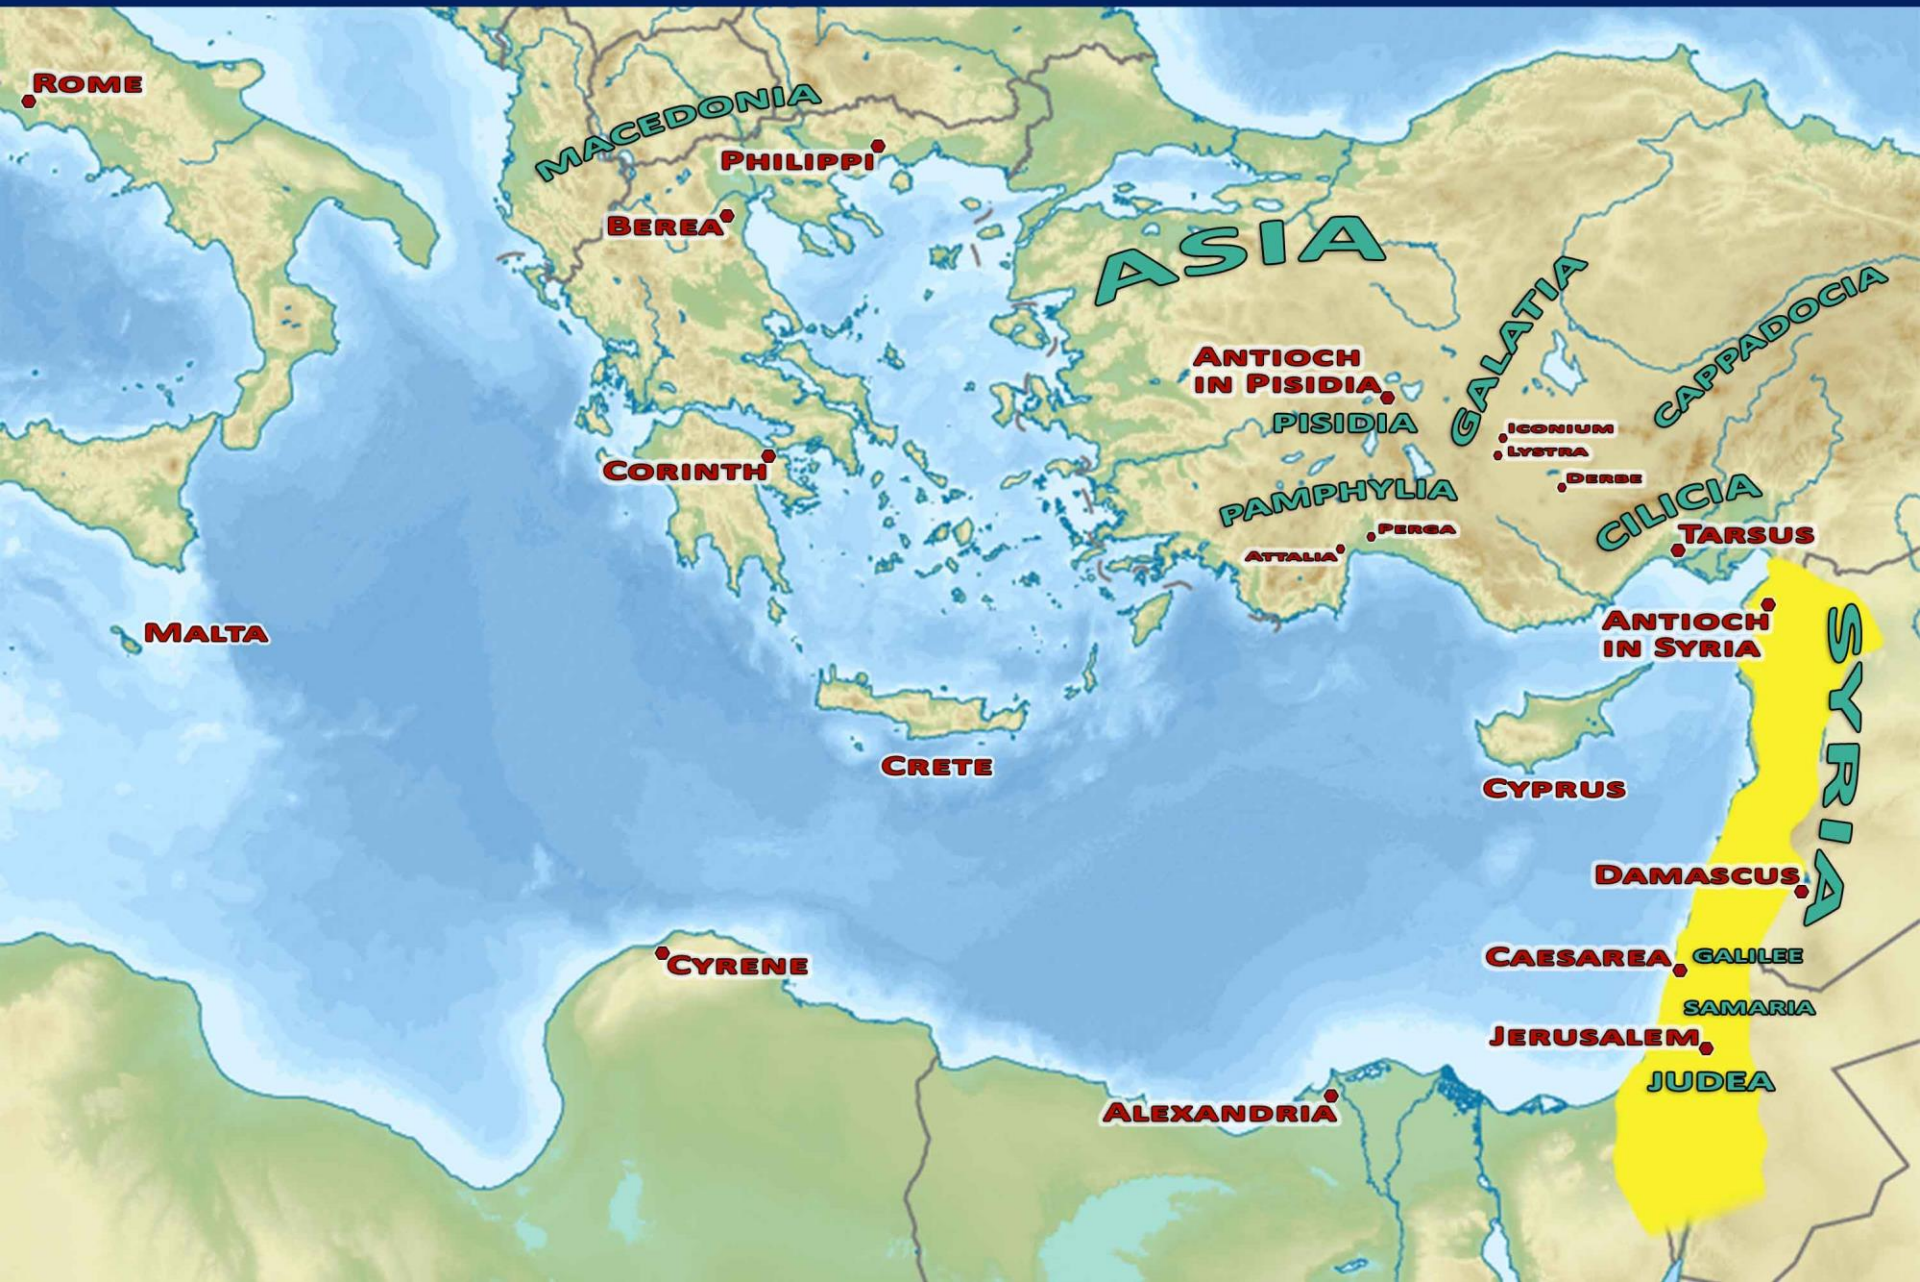 ROME
MACEDONIA
PHILIPPI
BEREA
ASIA
GALATIA
CAPPADOCIA
ANTIOCH
IN PISIDIA
PISIDIA
ICONIUM
LYSTRA
DERBE
CORINTH
PAMPHYLIA
CILICIA
PERGA
ATTALIA
TARSUS
MALTA
ANTIOCH
IN SYRIA
SYRIA
CRETE
CYPRUS
DAMASCUS
CAESAREA
GALILEE
CYRENE
SAMARIA
JERUSALEM
JUDEA
ALEXANDRIA